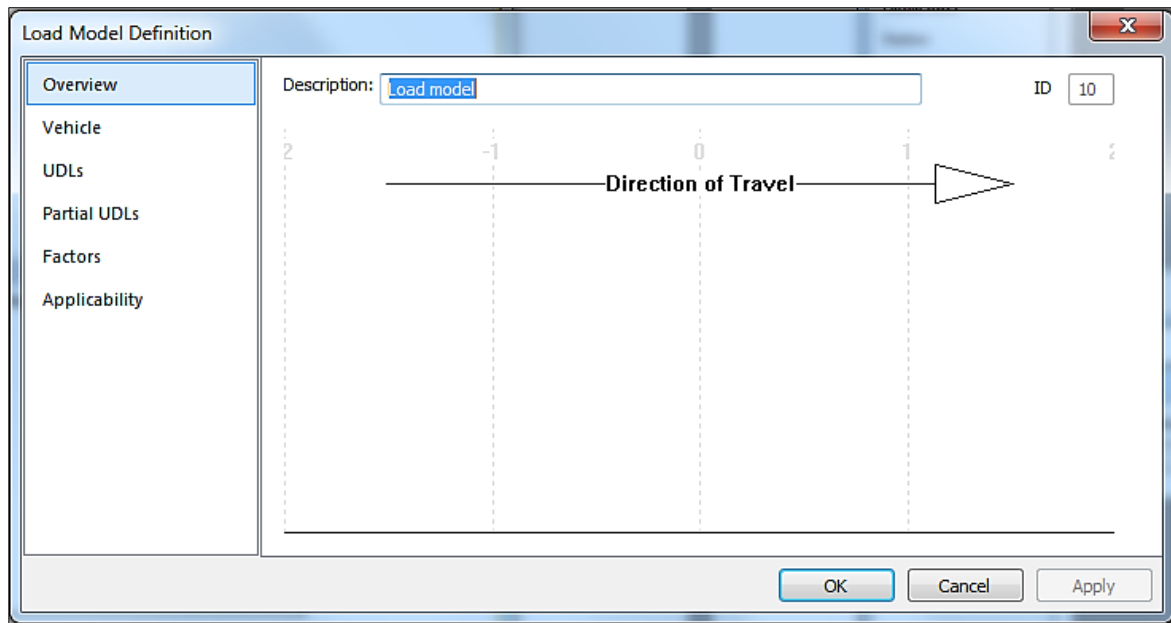 Load Model Definition
Overview
Vehicle
UDLs
Partial UDLs
Factors
Applicability
Description: Load model ID 10
2 -1 0 1
Direction of Travel
OK Cancel Apply